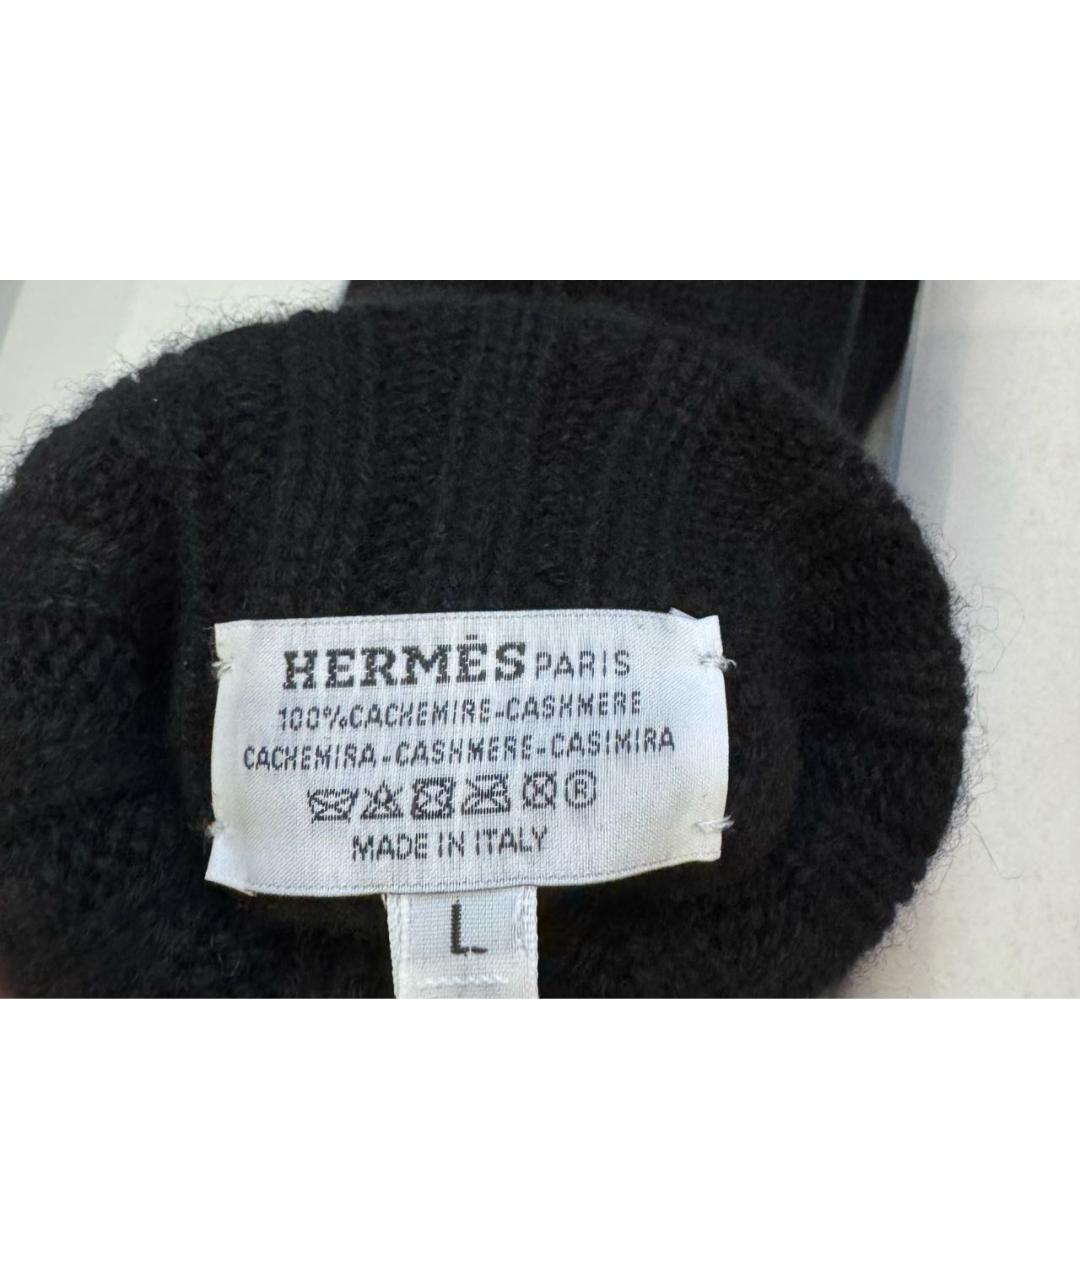 HERMÈS PARIS
100%CACHEMIRE-CASHMERE
CACHEMIRA-CASHMERE-CASIMIRA
®
MADE IN ITALY
L